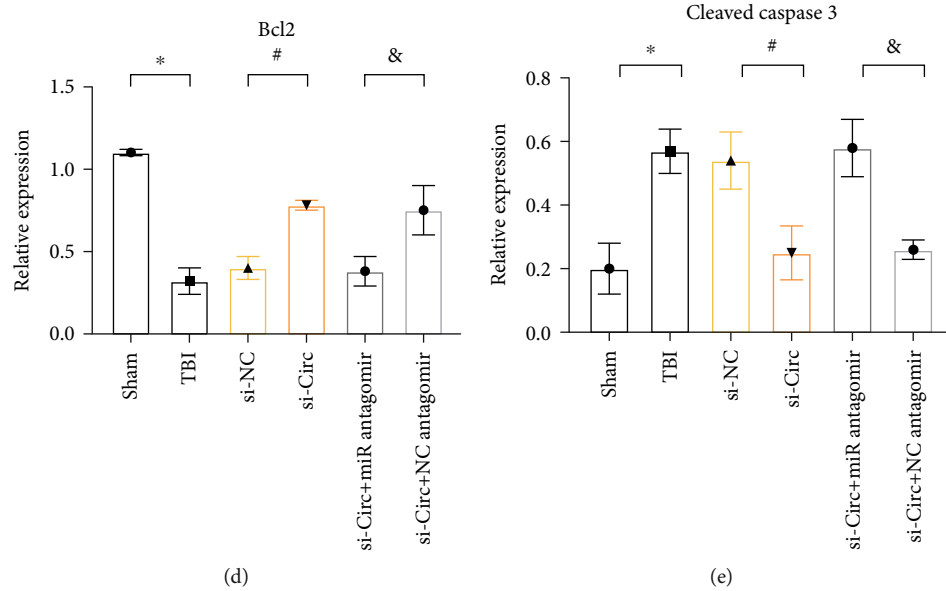 Bcl2
*
#
&
Relative expression
1.5
1.0
0.5
0.0
Sham
TBI
si-NC
si-Circ
si-Circ+miR antagomir
si-Circ+NC antagomir
(d)
Cleaved caspase 3
*
#
&
Relative expression
0.8
0.6
0.4
0.2
0.0
Sham
TBI
si-NC
si-Circ
si-Circ+miR antagomir
si-Circ+NC antagomir
(e)